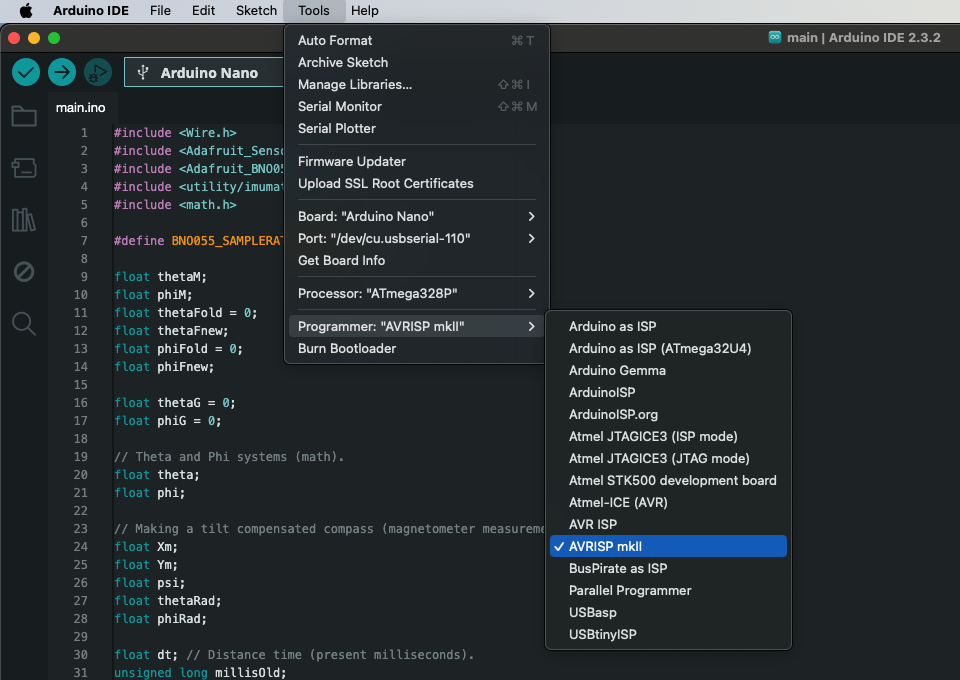 Arduino IDE File Edit Sketch Tools Help
main | Arduino IDE 2.3.2
Arduino Nano
main.ino
Auto Format ⌘ T
Archive Sketch
Manage Libraries... ⇧ ⌘ I
Serial Monitor ⇧ ⌘ M
Serial Plotter
Firmware Updater
Upload SSL Root Certificates
Board: "Arduino Nano"
Port: "/dev/cu.usbserial-110"
Get Board Info
Processor: "ATmega328P"
Programmer: "AVRISP mkII"
Burn Bootloader
Arduino as ISP
Arduino as ISP (ATmega32U4)
Arduino Gemma
ArduinoISP
ArduinoISP.org
Atmel JTAGICE3 (ISP mode)
Atmel JTAGICE3 (JTAG mode)
Atmel STK500 development board
Atmel-ICE (AVR)
AVR ISP
✓ AVRISP mkII
BusPirate as ISP
Parallel Programmer
USBasp
USBtinyISP
1 #include <Wire.h>
2 #include <Adafruit_Senso
3 #include <Adafruit_BNO05
4 #include <utility/imumat
5 #include <math.h>
6
7 #define BNO055_SAMPLERAT
8
9 float thetaM;
10 float phiM;
11 float thetaFold = 0;
12 float thetaFnew;
13 float phiFold = 0;
14 float phiFnew;
15
16 float thetaG = 0;
17 float phiG = 0;
18
19 // Theta and Phi systems (math).
20 float theta;
21 float phi;
22
23 // Making a tilt compensated compass (magnetometer measureme
24 float Xm;
25 float Ym;
26 float psi;
27 float thetaRad;
28 float phiRad;
29
30 float dt; // Distance time (present milliseconds).
31 unsigned long millisOld;